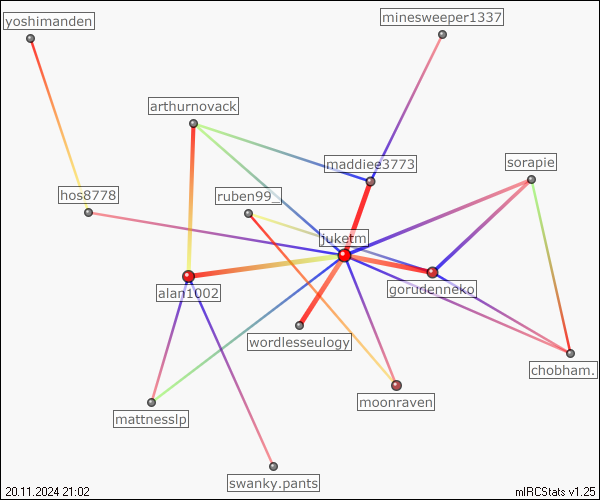 yoshimanden
minesweeper1337
arthurnovack
maddiee3773
sorapie
hos8778
ruben99_
juketm
alan1002
gorudenneko
wordlesseulogy
chobham.
moonraven
mattnesslp
swanky.pants
20.11.2024 21:02
mIRCStats v1.25